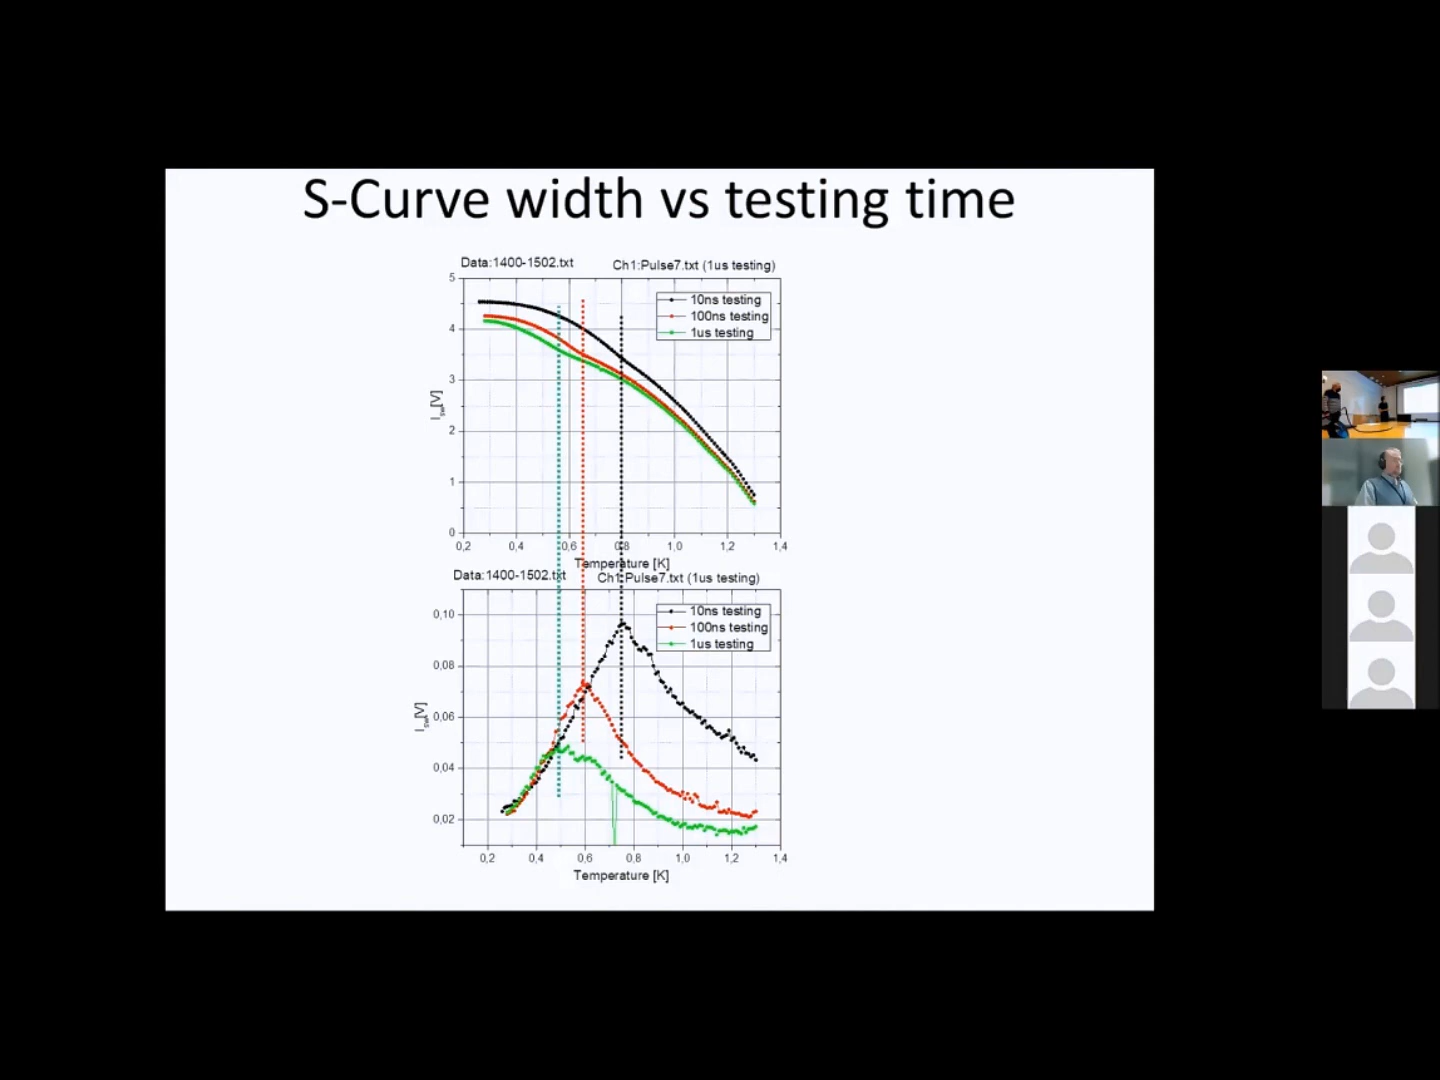 S-Curve width vs testing time
Data:1400-1502.txt Ch1:Pulse7.txt (1us testing)
5
10ns testing
100ns testing
1us testing
4
3
2
1
0
I_sw[V]
0,2 0,4 0,6 0,8 1,0 1,2 1,4
Temperature [K]
Data:1400-1502.txt Ch1:Pulse7.txt (1us testing)
10ns testing
100ns testing
1us testing
0,10
0,08
0,06
0,04
0,02
I_sw[V]
0,2 0,4 0,6 0,8 1,0 1,2 1,4
Temperature [K]